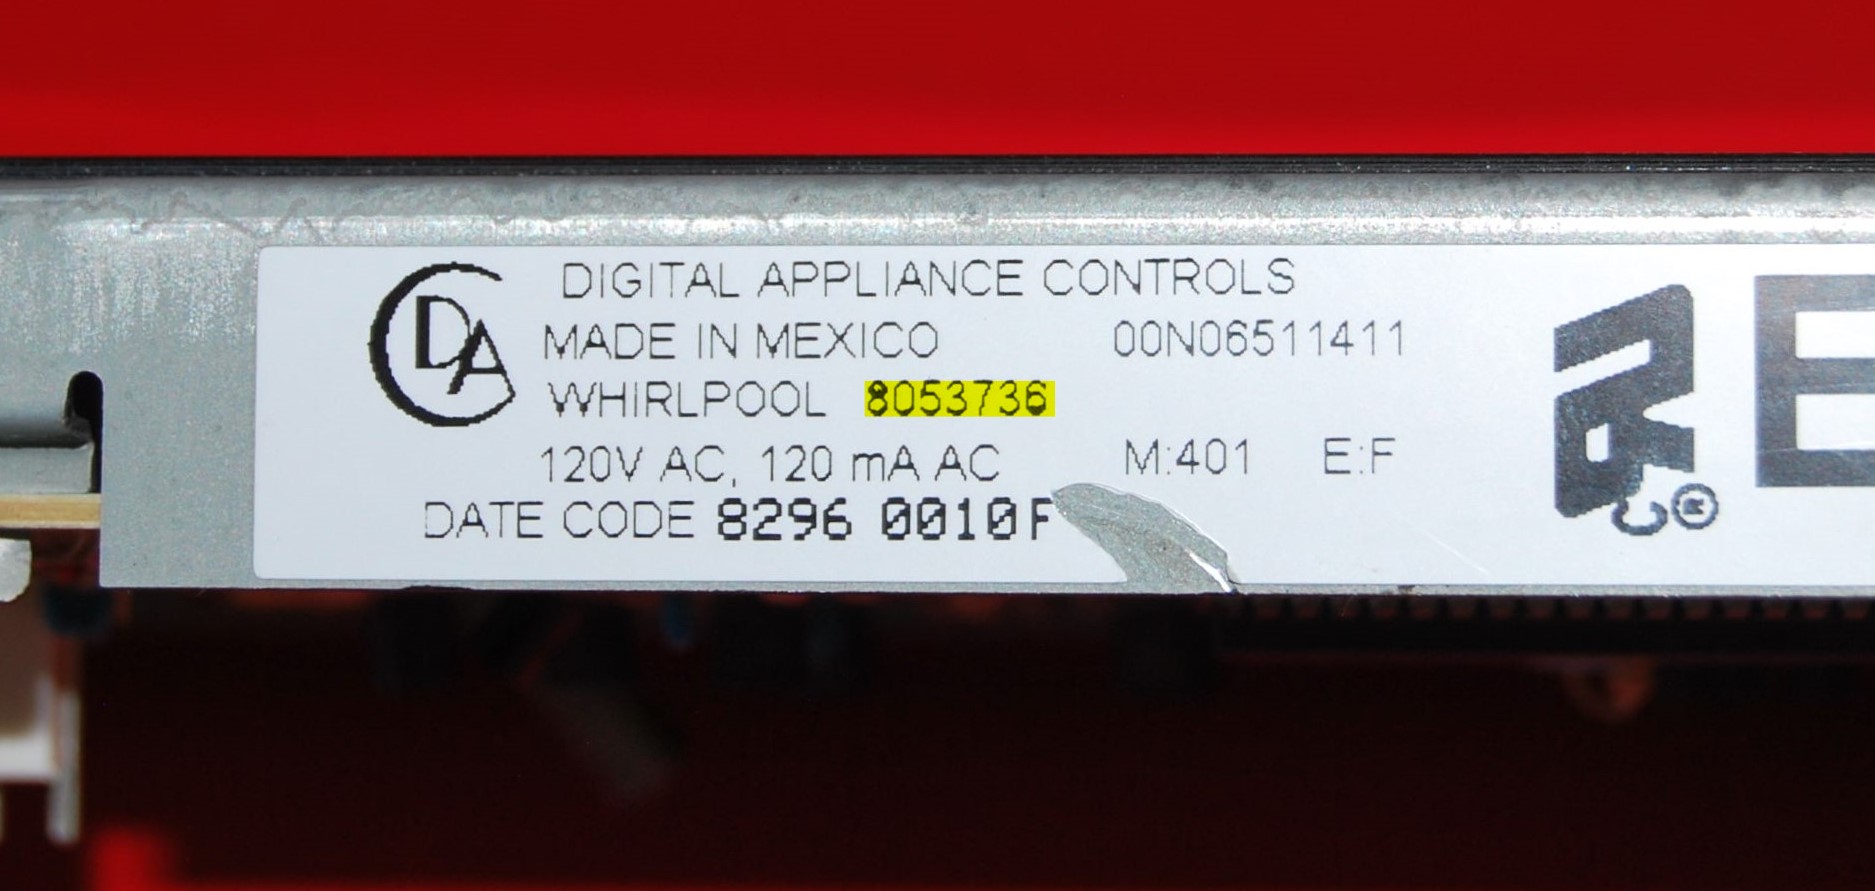 CDA
DIGITAL APPLIANCE CONTROLS
MADE IN MEXICO 00N06511411
WHIRLPOOL 8053736
120V AC, 120 mA AC M:401 E:F
DATE CODE 8296 0010F
®
E